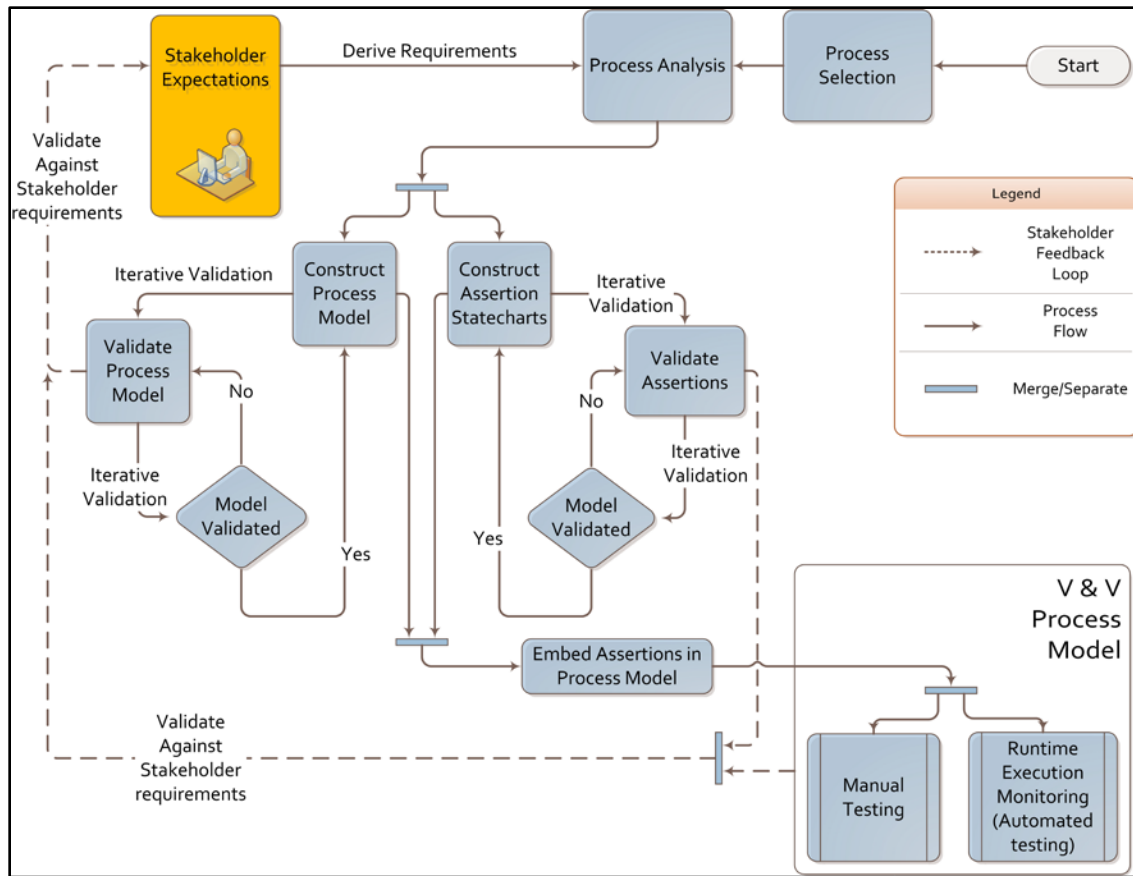 Stakeholder
Expectations
Derive Requirements
Process Analysis
Process
Selection
Start
Validate
Against
Stakeholder
requirements
Legend
Stakeholder
Feedback
Loop
Process
Flow
Merge/Separate
Iterative Validation
Construct
Process
Model
Construct
Assertion
Statecharts
Iterative
Validation
Validate
Process
Model
Validate
Assertions
No
No
Iterative
Validation
Iterative
Validation
Model
Validated
Model
Validated
Yes
Yes
V & V
Process
Model
Embed Assertions in
Process Model
Validate
Against
Stakeholder
requirements
Manual
Testing
Runtime
Execution
Monitoring
(Automated
testing)